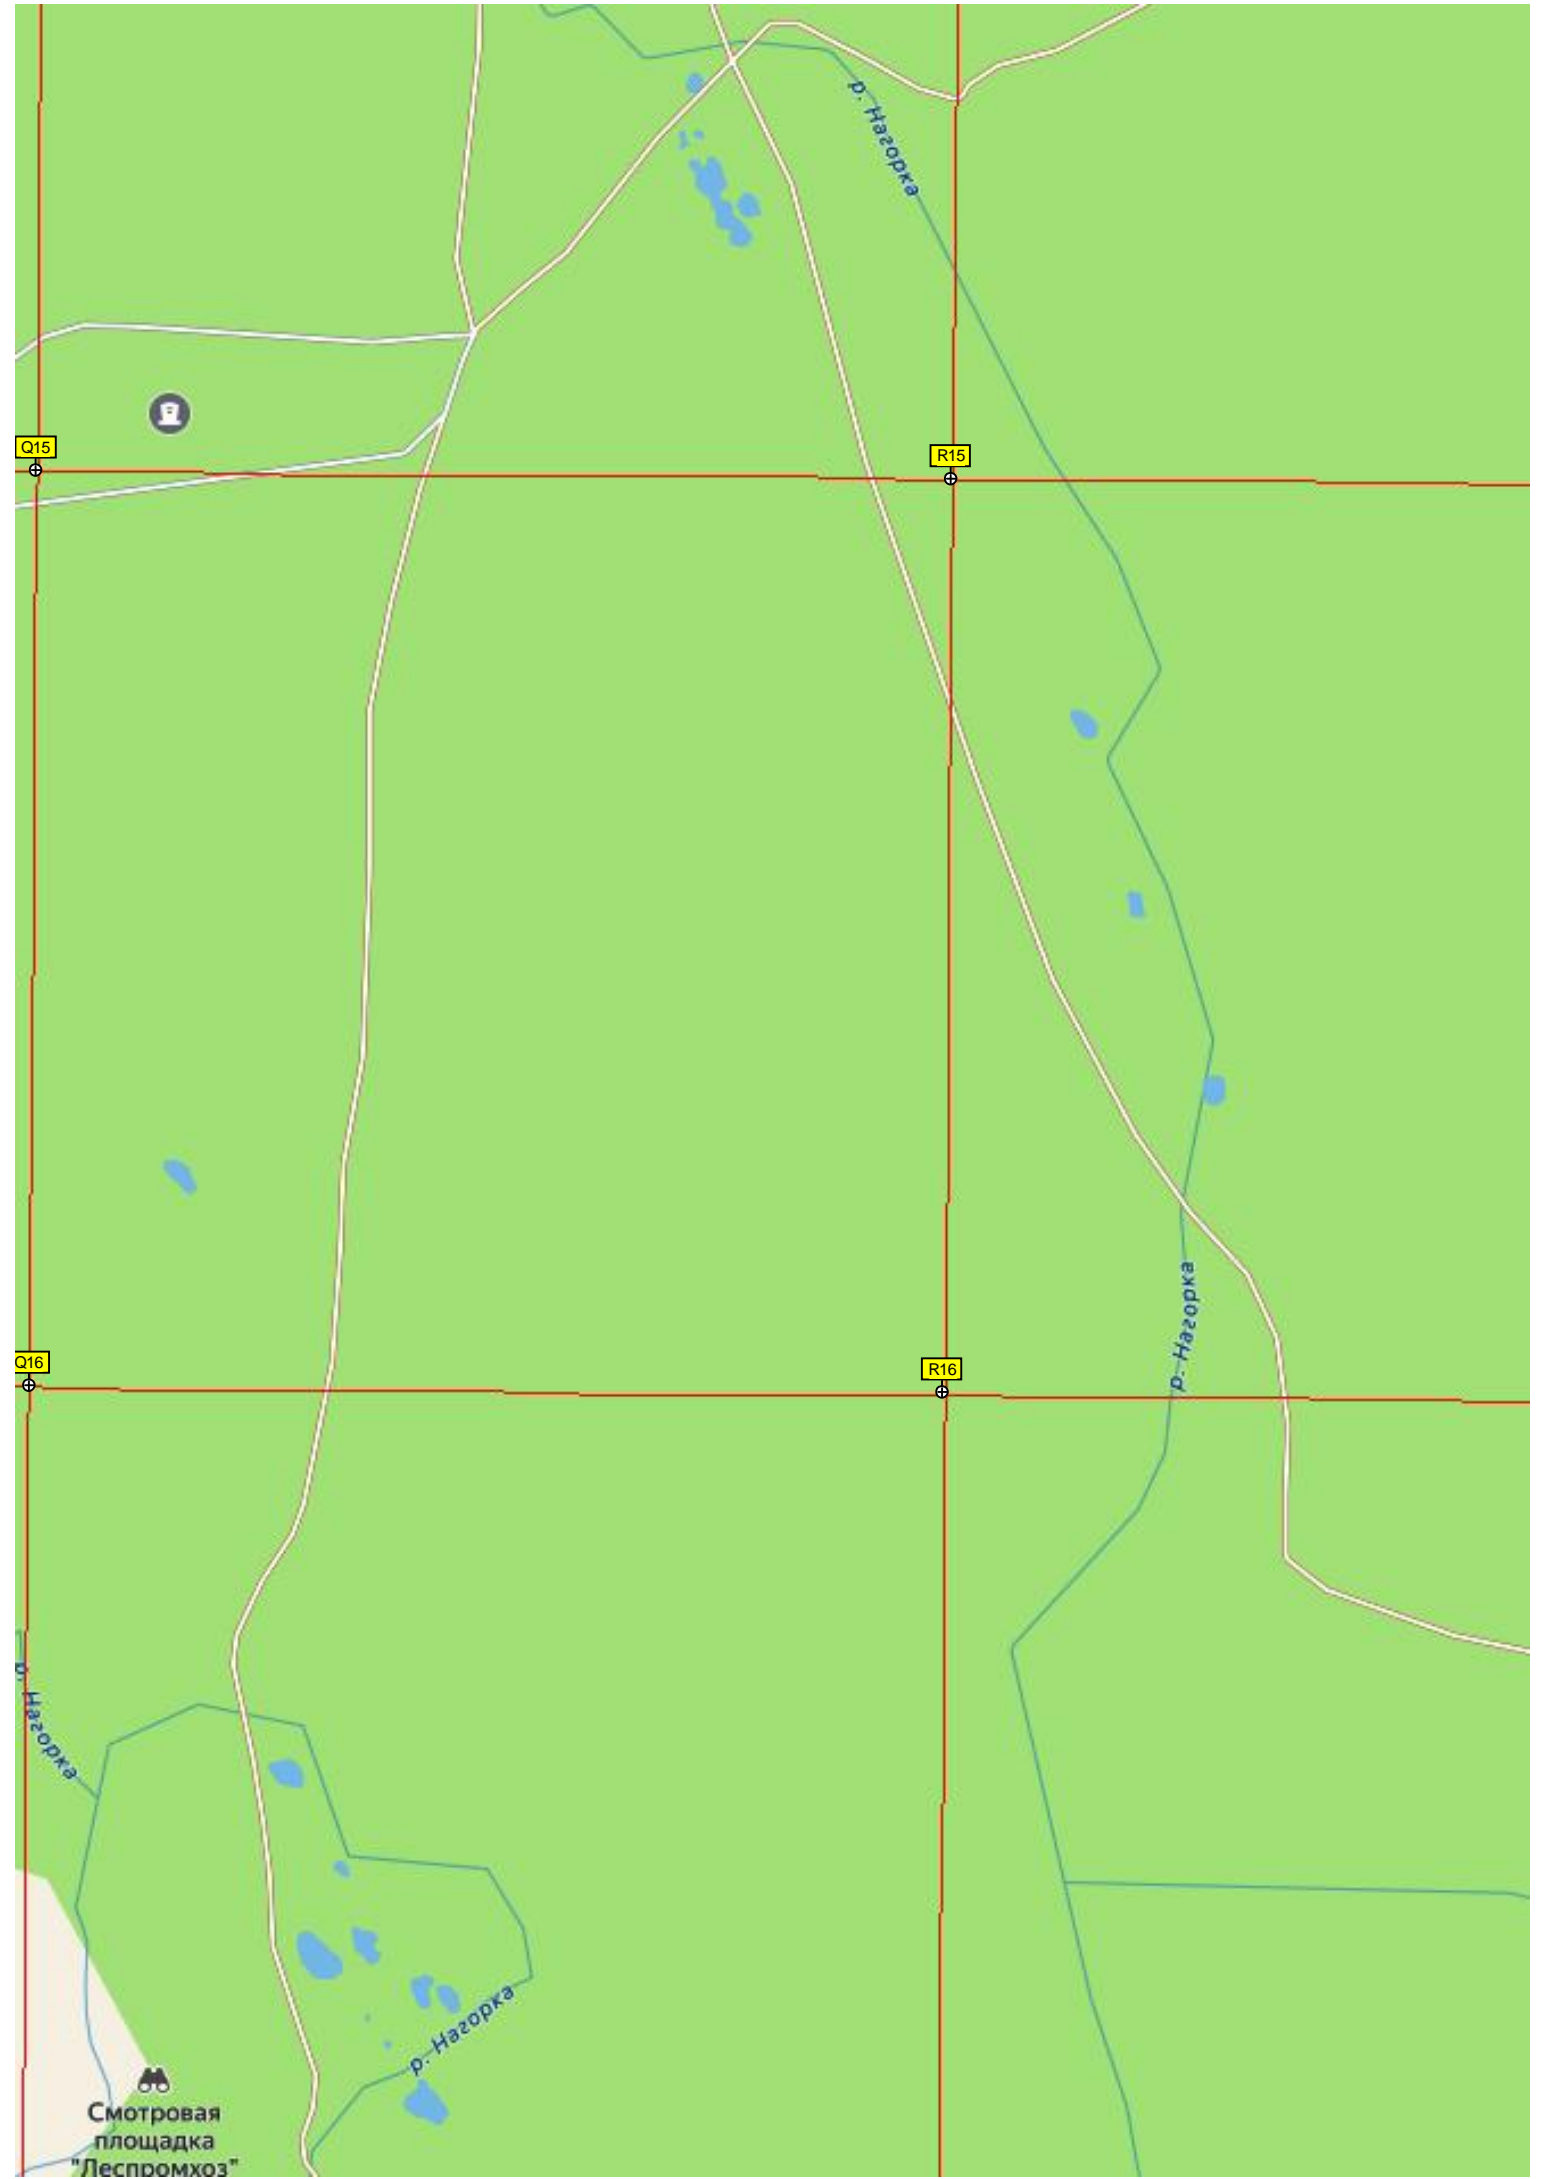 р. Нагорка
Q15
R15
р. Нагорка
Q16
R16
р. Нагорка
р. Нагорка
Смотровая
площадка
"Леспромхоз"